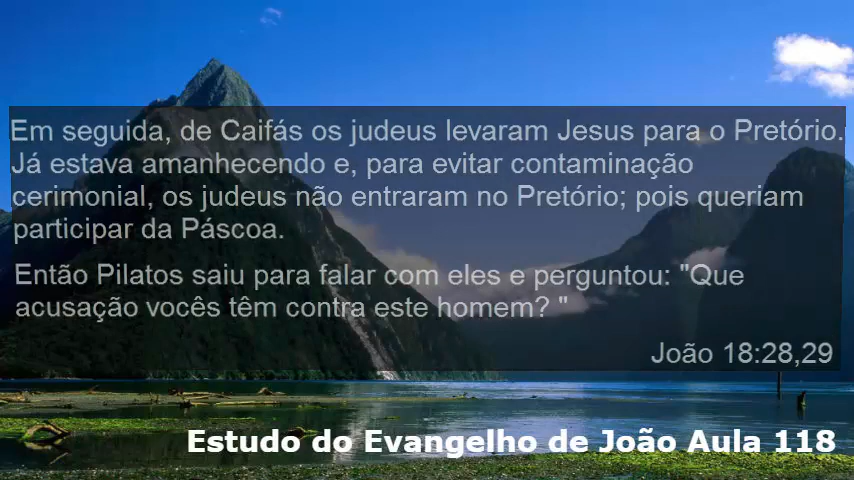 Em seguida, de Caifás os judeus levaram Jesus para o Pretório.
Já estava amanhecendo e, para evitar contaminação
cerimonial, os judeus não entraram no Pretório; pois queriam
participar da Páscoa.
Então Pilatos saiu para falar com eles e perguntou: "Que
acusação vocês têm contra este homem? "
João 18:28,29
Estudo do Evangelho de João Aula 118